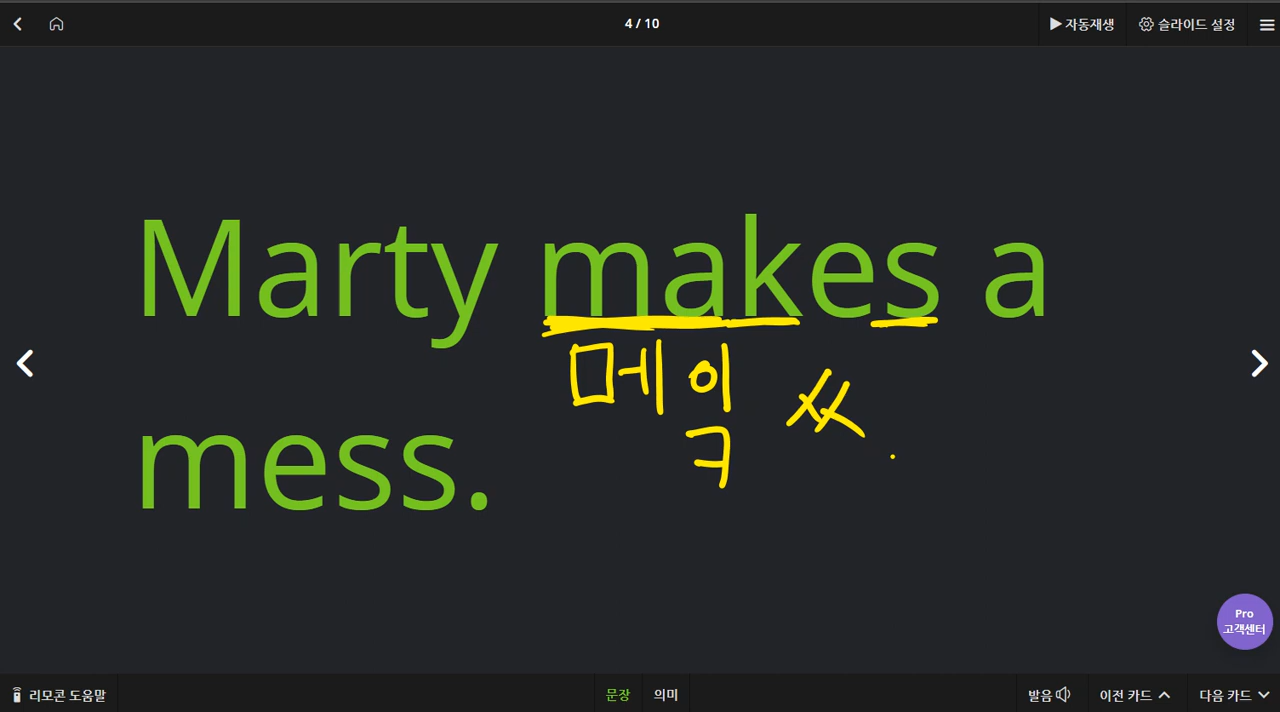 4 / 10
자동재생
슬라이드 설정
Marty makes a
메잌 ㅆ
mess.
Pro
고객센터
리모콘 도움말
문장
의미
발음
이전 카드
다음 카드